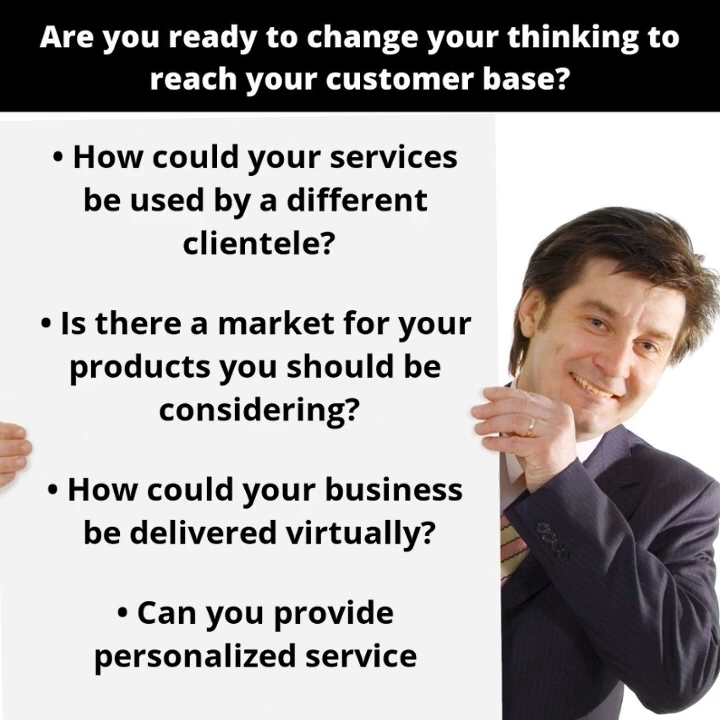 Are you ready to change your thinking to
reach your customer base?
• How could your services
be used by a different
clientele?
• Is there a market for your
products you should be
considering?
• How could your business
be delivered virtually?
• Can you provide
personalized service